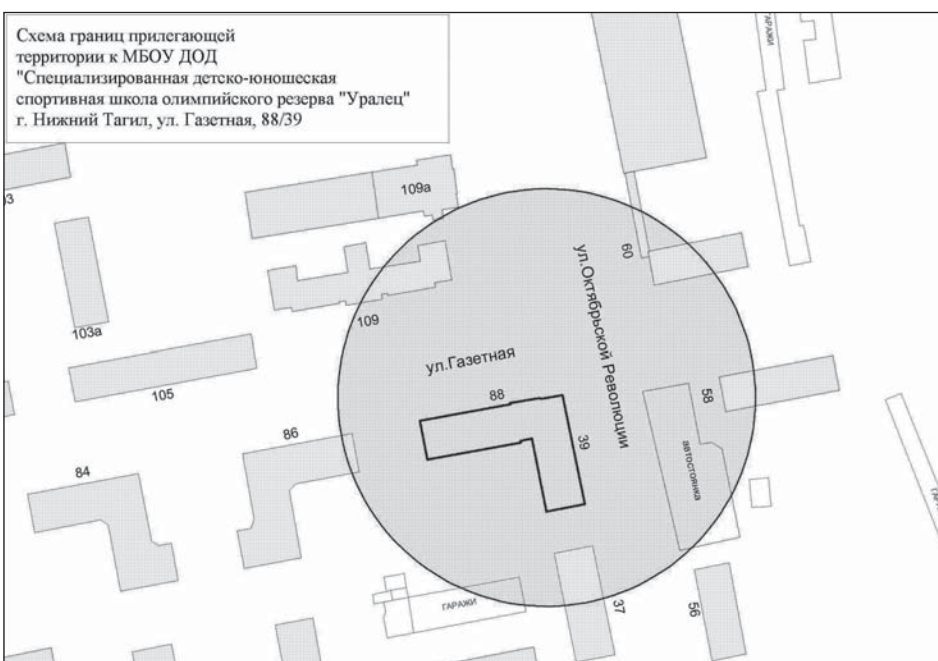 Схема границ прилегающей
территории к МБОУ ДОД
"Специализированная детско-юношеская
спортивная школа олимпийского резерва "Уралец"
г. Нижний Тагил, ул. Газетная, 88/39
ГАРАЖИ
109а
60
ул.Октябрьской Революции
103а
109
ул.Газетная
105
88
58
86
39
84
автостоянка
ГАРАЖИ
37
56